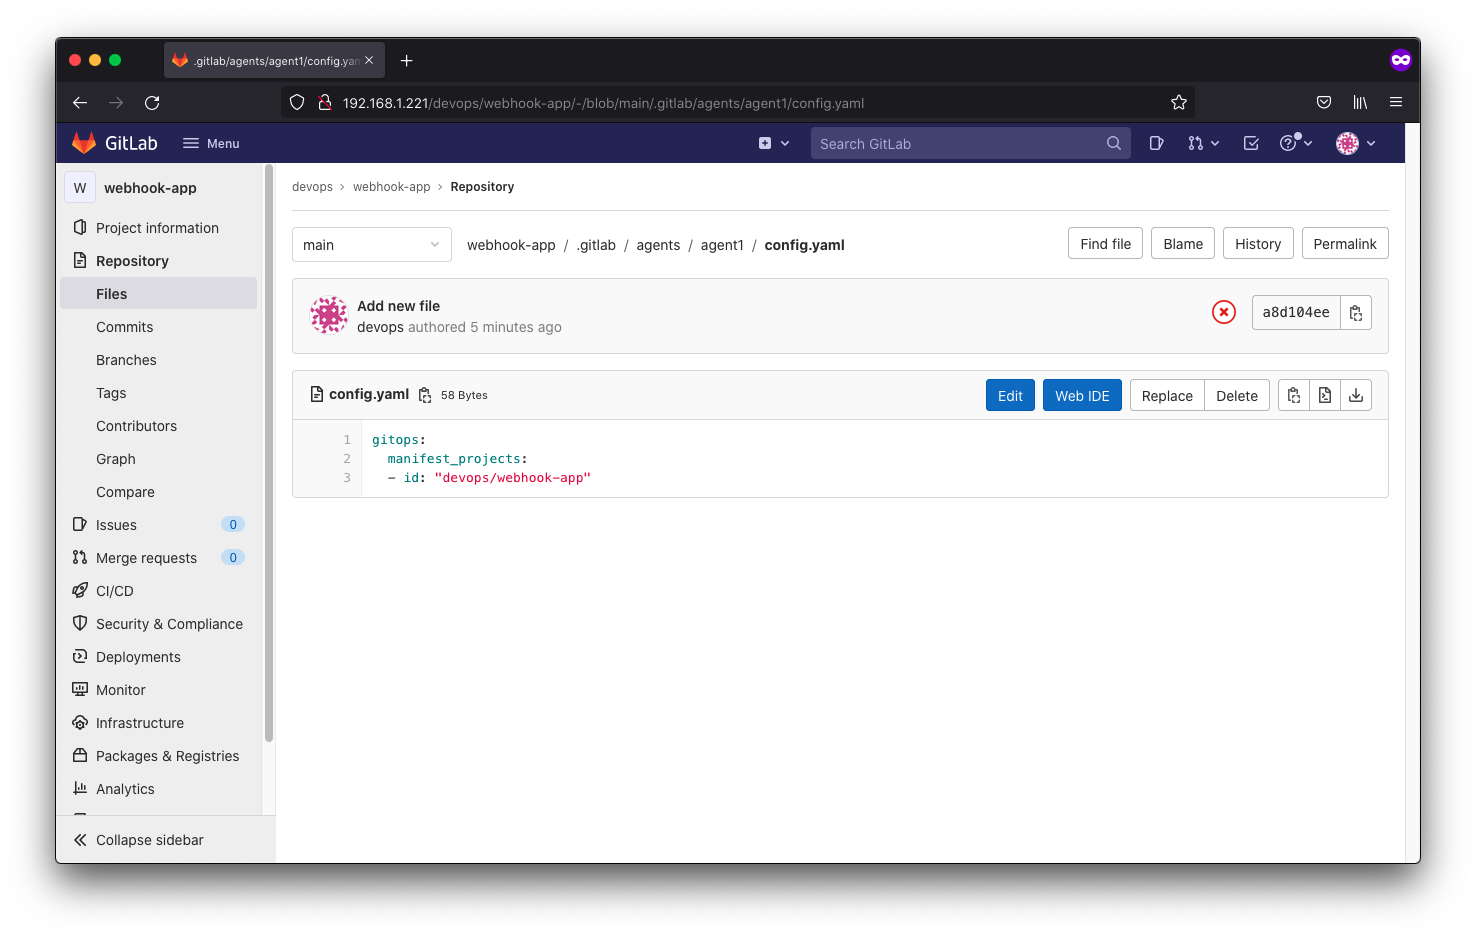 .gitlab/agents/agent1/config.yam
192.168.1.221/devops/webhook-app/-/blob/main/.gitlab/agents/agent1/config.yaml
GitLab Menu Search GitLab
W webhook-app
Project information
Repository
Files
Commits
Branches
Tags
Contributors
Graph
Compare
Issues 0
Merge requests 0
CI/CD
Security & Compliance
Deployments
Monitor
Infrastructure
Packages & Registries
Analytics
Collapse sidebar
devops › webhook-app › Repository
main webhook-app / .gitlab / agents / agent1 / config.yaml Find file Blame History Permalink
Add new file
devops authored 5 minutes ago
a8d104ee
config.yaml 58 Bytes Edit Web IDE Replace Delete
1 gitops:
2 manifest_projects:
3 - id: "devops/webhook-app"